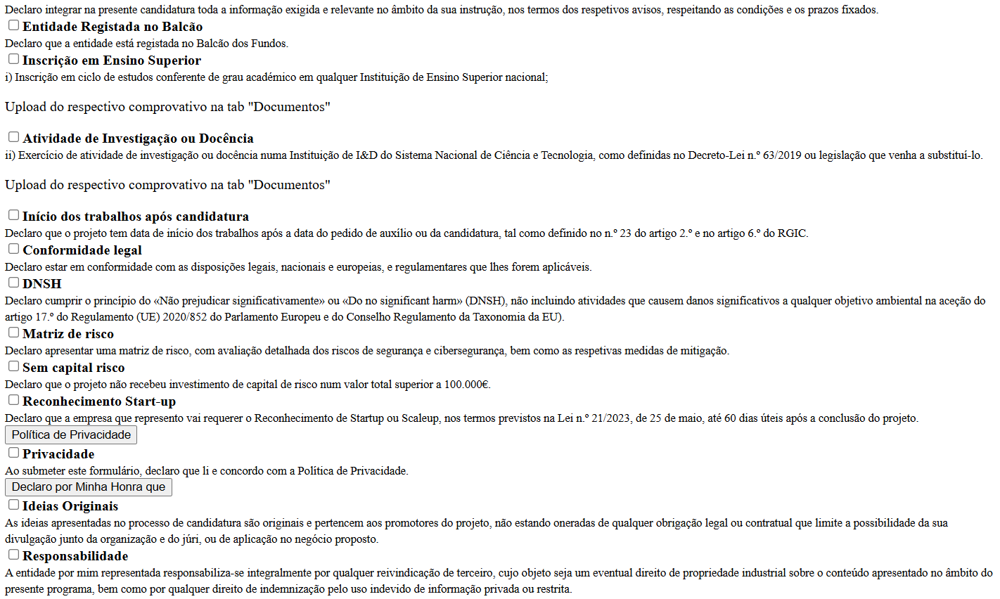 Declaro integrar na presente candidatura toda a informação exigida e relevante no âmbito da sua instrução, nos termos dos respetivos avisos, respeitando as condições e os prazos fixados.
Entidade Registada no Balcão
Declaro que a entidade está registada no Balcão dos Fundos.
Inscrição em Ensino Superior
i) Inscrição em ciclo de estudos conferente de grau académico em qualquer Instituição de Ensino Superior nacional;
Upload do respectivo comprovativo na tab "Documentos"
Atividade de Investigação ou Docência
ii) Exercício de atividade de investigação ou docência numa Instituição de I&D do Sistema Nacional de Ciência e Tecnologia, como definidas no Decreto-Lei n.º 63/2019 ou legislação que venha a substituí-lo.
Upload do respectivo comprovativo na tab "Documentos"
Início dos trabalhos após candidatura
Declaro que o projeto tem data de início dos trabalhos após a data do pedido de auxílio ou da candidatura, tal como definido no n.º 23 do artigo 2.º e no artigo 6.º do RGIC.
Conformidade legal
Declaro estar em conformidade com as disposições legais, nacionais e europeias, e regulamentares que lhes forem aplicáveis.
DNSH
Declaro cumprir o princípio do «Não prejudicar significativamente» ou «Do no significant harm» (DNSH), não incluindo atividades que causem danos significativos a qualquer objetivo ambiental na aceção do
artigo 17.º do Regulamento (UE) 2020/852 do Parlamento Europeu e do Conselho Regulamento da Taxonomia da EU).
Matriz de risco
Declaro apresentar uma matriz de risco, com avaliação detalhada dos riscos de segurança e cibersegurança, bem como as respetivas medidas de mitigação.
Sem capital risco
Declaro que o projeto não recebeu investimento de capital de risco num valor total superior a 100.000€.
Reconhecimento Start-up
Declaro que a empresa que represento vai requerer o Reconhecimento de Startup ou Scaleup, nos termos previstos na Lei n.º 21/2023, de 25 de maio, até 60 dias úteis após a conclusão do projeto.
Política de Privacidade
Privacidade
Ao submeter este formulário, declaro que li e concordo com a Política de Privacidade.
Declaro por Minha Honra que
Ideias Originais
As ideias apresentadas no processo de candidatura são originais e pertencem aos promotores do projeto, não estando oneradas de qualquer obrigação legal ou contratual que limite a possibilidade da sua
divulgação junto da organização e do júri, ou de aplicação no negócio proposto.
Responsabilidade
A entidade por mim representada responsabiliza-se integralmente por qualquer reivindicação de terceiro, cujo objeto seja um eventual direito de propriedade industrial sobre o conteúdo apresentado no âmbito do
presente programa, bem como por qualquer direito de indemnização pelo uso indevido de informação privada ou restrita.